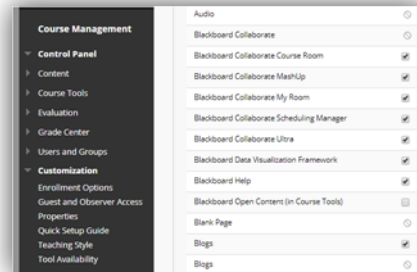 Course Management
Control Panel
Content
Course Tools
Evaluation
Grade Center
Users and Groups
Customization
Enrollment Options
Guest and Observer Access
Properties
Quick Setup Guide
Teaching Style
Tool Availability
Audio
Blackboard Collaborate
Blackboard Collaborate Course Room
Blackboard Collaborate MashUp
Blackboard Collaborate My Room
Blackboard Collaborate Scheduling Manager
Blackboard Collaborate Ultra
Blackboard Data Visualization Framework
Blackboard Help
Blackboard Open Content (in Course Tools)
Blank Page
Blogs
Blogs